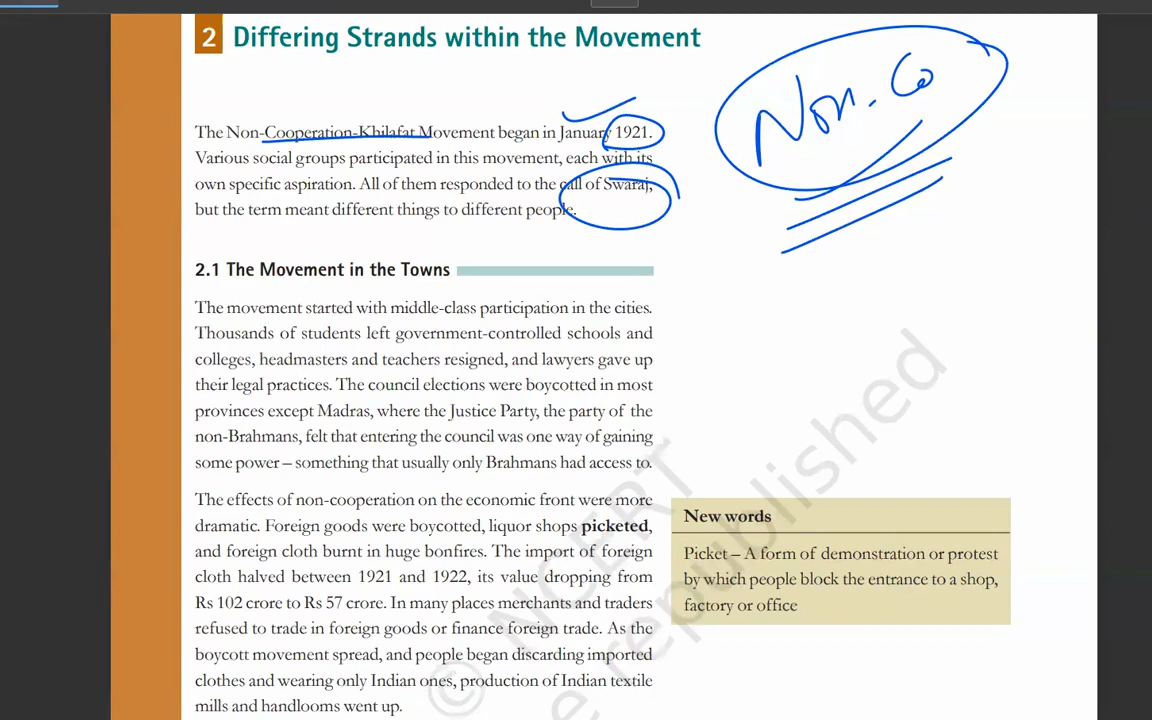 2 Differing Strands within the Movement
Non. Co
The Non-Cooperation-Khilafat Movement began in January 1921.
Various social groups participated in this movement, each with its
own specific aspiration. All of them responded to the call of Swaraj,
but the term meant different things to different people.
2.1 The Movement in the Towns
The movement started with middle-class participation in the cities.
Thousands of students left government-controlled schools and
colleges, headmasters and teachers resigned, and lawyers gave up
their legal practices. The council elections were boycotted in most
provinces except Madras, where the Justice Party, the party of the
non-Brahmans, felt that entering the council was one way of gaining
some power – something that usually only Brahmans had access to.
The effects of non-cooperation on the economic front were more
dramatic. Foreign goods were boycotted, liquor shops picketed,
and foreign cloth burnt in huge bonfires. The import of foreign
cloth halved between 1921 and 1922, its value dropping from
Rs 102 crore to Rs 57 crore. In many places merchants and traders
refused to trade in foreign goods or finance foreign trade. As the
boycott movement spread, and people began discarding imported
clothes and wearing only Indian ones, production of Indian textile
mills and handlooms went up.
New words
Picket – A form of demonstration or protest
by which people block the entrance to a shop,
factory or office
© NCERT
e republished